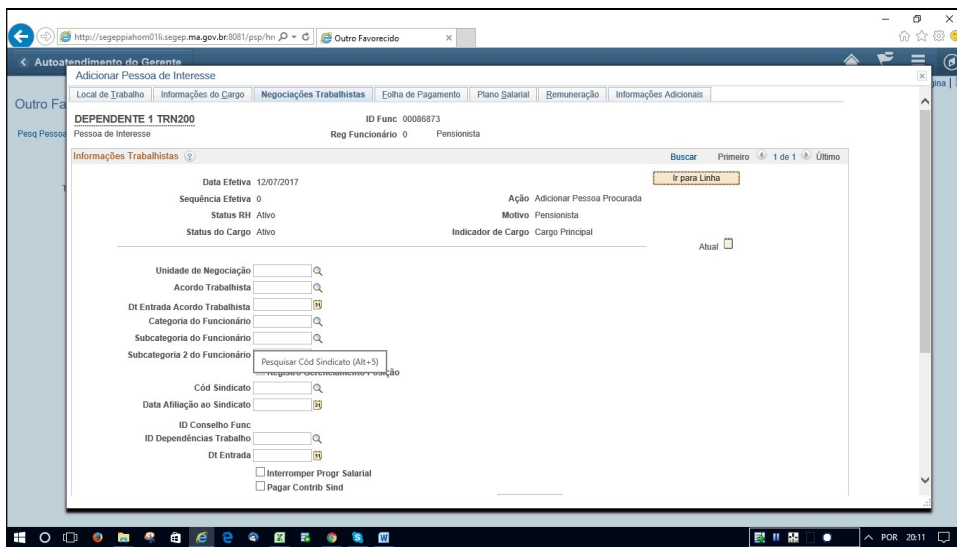 http://segeppiahom01li.segep.ma.gov.br:8081/psp/hri
Outro Favorecido
Autoatendimento do Gerente
Outro Fa
Pesq Pessoa
Adicionar Pessoa de Interesse
Local de Trabalho Informações do Cargo Negociações Trabalhistas Folha de Pagamento Plano Salarial Remuneração Informações Adicionais
DEPENDENTE 1 TRN200 ID Func 00086873
Pessoa de Interesse Reg Funcionário 0 Pensionista
Informações Trabalhistas Buscar Primeiro 1 de 1 Último
Data Efetiva 12/07/2017 Ir para Linha
Sequência Efetiva 0 Ação Adicionar Pessoa Procurada
Status RH Ativo Motivo Pensionista
Status do Cargo Ativo Indicador de Cargo Cargo Principal
Atual
Unidade de Negociação
Acordo Trabalhista
Dt Entrada Acordo Trabalhista
Categoria do Funcionário
Subcategoria do Funcionário
Subcategoria 2 do Funcionário
Pesquisar Cód Sindicato (Alt+5)
Registro Gerenciamento Posição
Cód Sindicato
Data Afiliação ao Sindicato
ID Conselho Func
ID Dependências Trabalho
Dt Entrada
Interromper Progr Salarial
Pagar Contrib Sind
POR 20:11